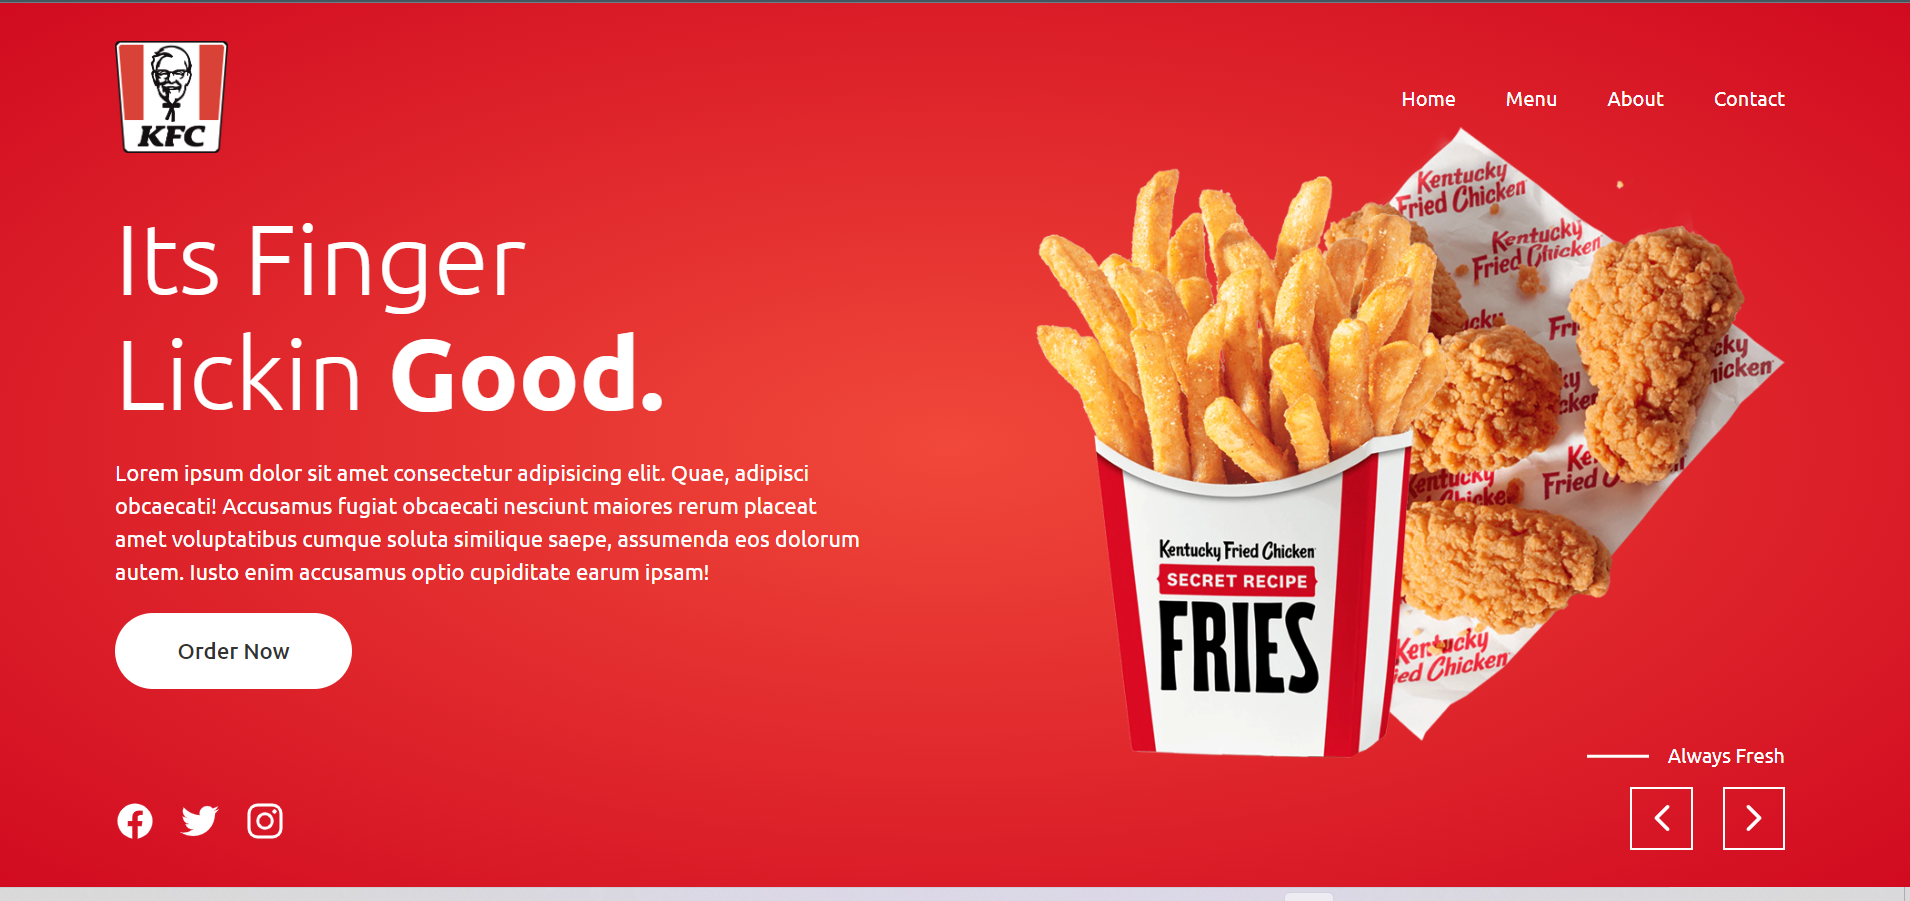 KFC
Home Menu About Contact
Its Finger
Lickin Good.
Lorem ipsum dolor sit amet consectetur adipisicing elit. Quae, adipisci
obcaecati! Accusamus fugiat obcaecati nesciunt maiores rerum placeat
amet voluptatibus cumque soluta similique saepe, assumenda eos dolorum
autem. Iusto enim accusamus optio cupiditate earum ipsam!
Order Now
Kentucky
Fried Chicken
Kentucky
Fried Chicken
Kentucky Fried Chicken
SECRET RECIPE
FRIES
Kentucky
Chicken
Always Fresh